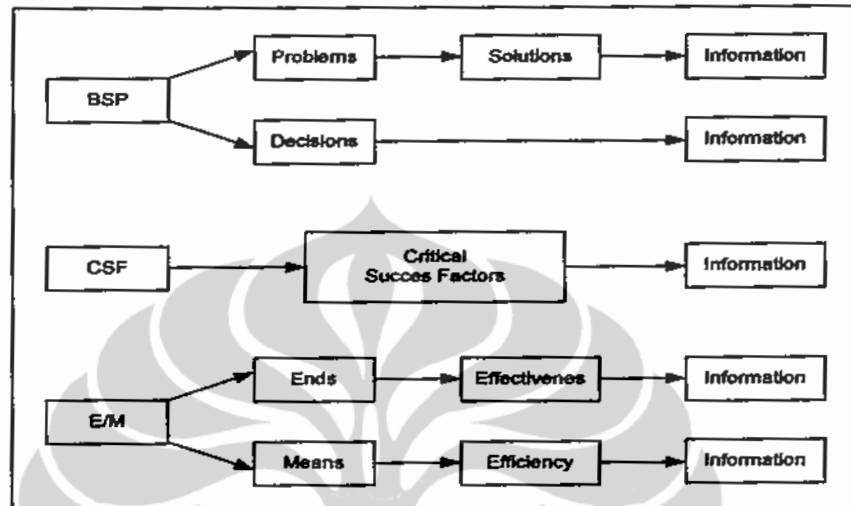 Problems
Solutions
Information
BSP
Decisions
Information
CSF
Critical
Succes Factors
Information
Ends
Effectivenes
Information
E/M
Means
Efficiency
Information